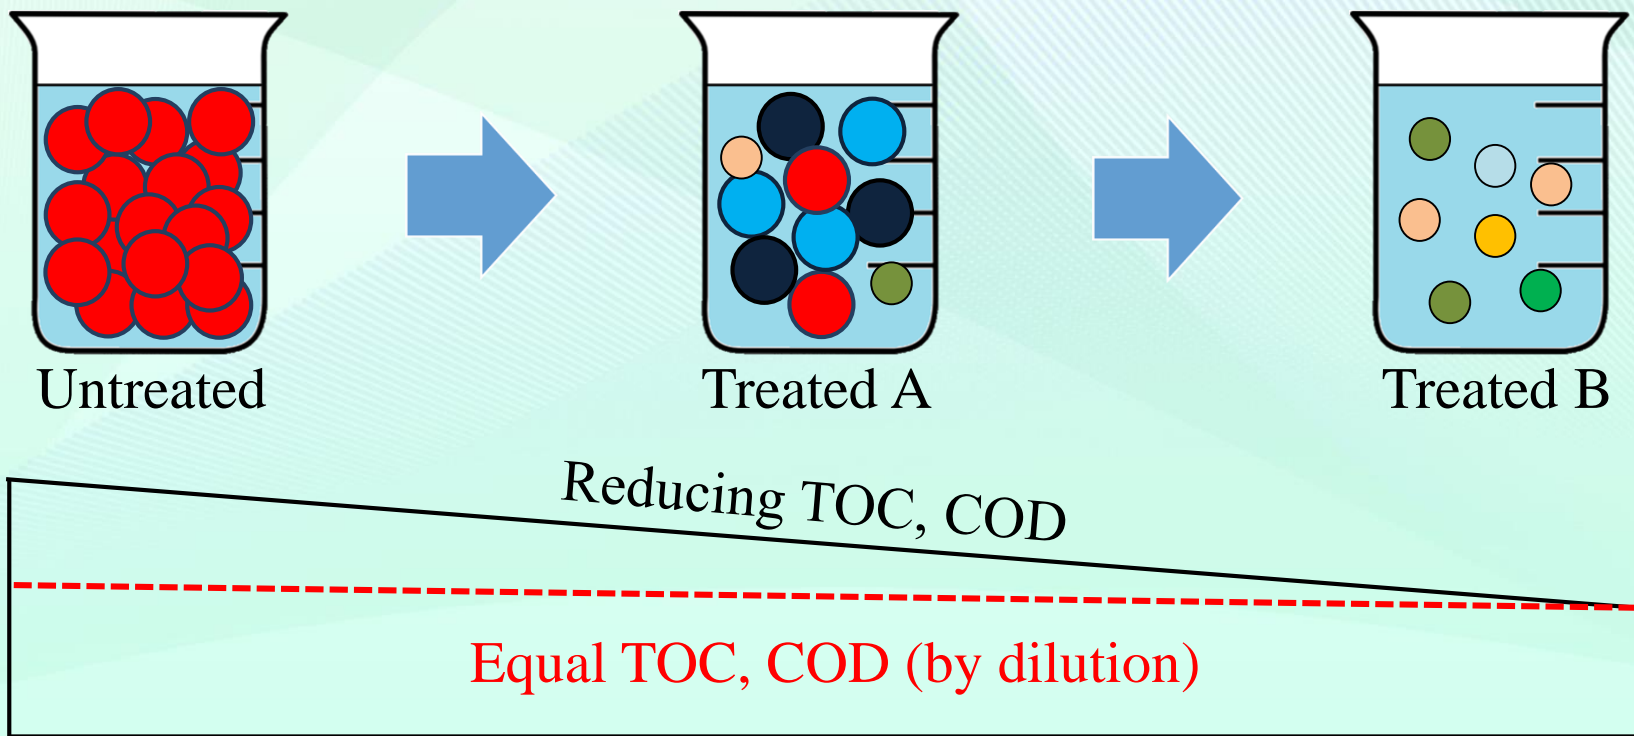 Untreated
Treated A
Treated B
Reducing TOC, COD
Equal TOC, COD (by dilution)